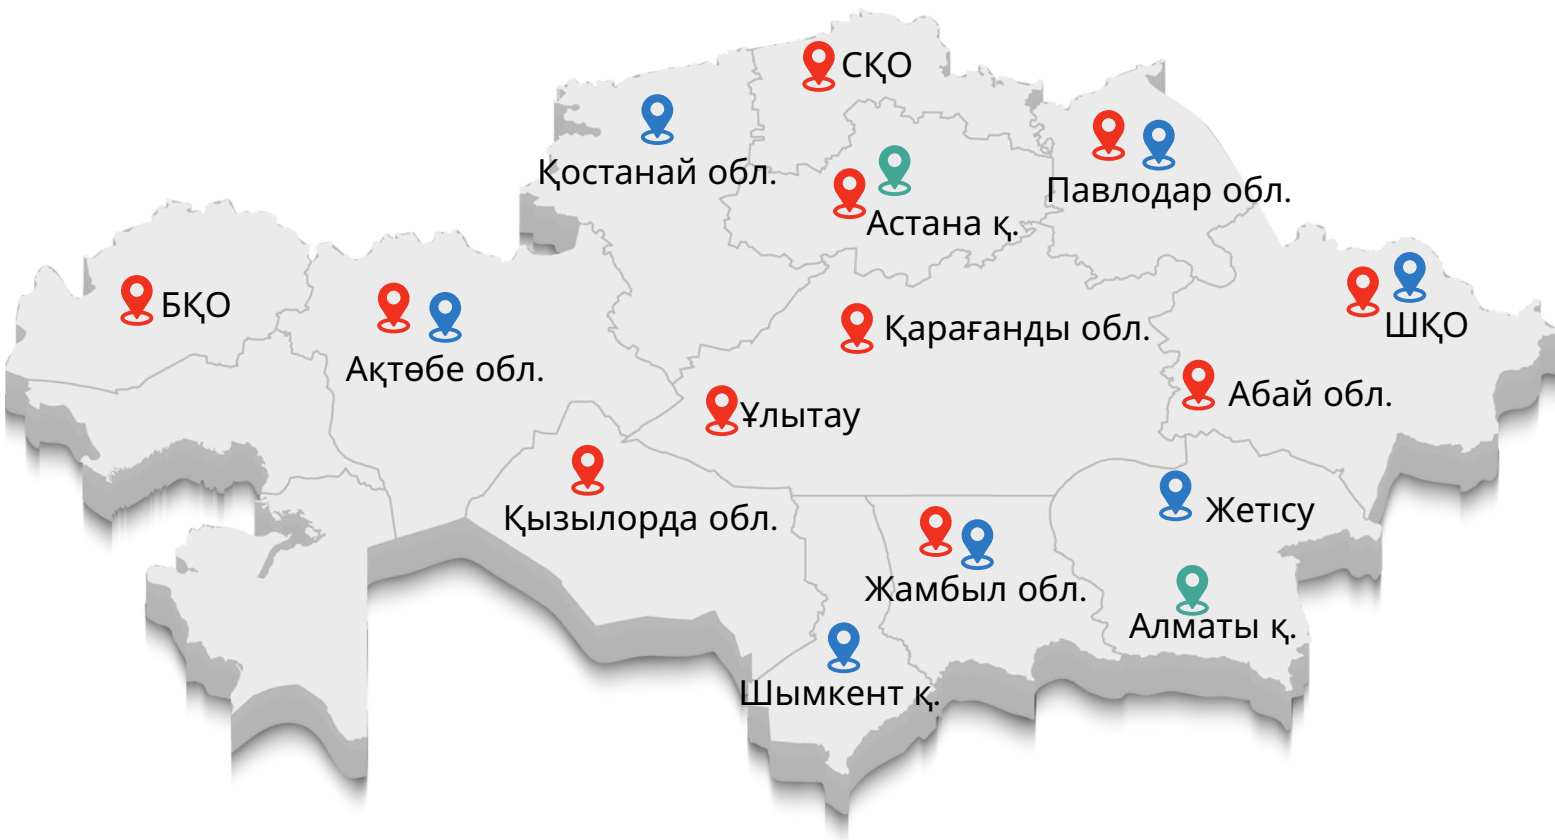 СҚО
Қостанай обл.
Павлодар обл.
Астана қ.
БҚО
Ақтөбе обл.
Қарағанды обл.
ШҚО
Абай обл.
Ұлытау
Қызылорда обл.
Жетісу
Жамбыл обл.
Алматы қ.
Шымкент қ.